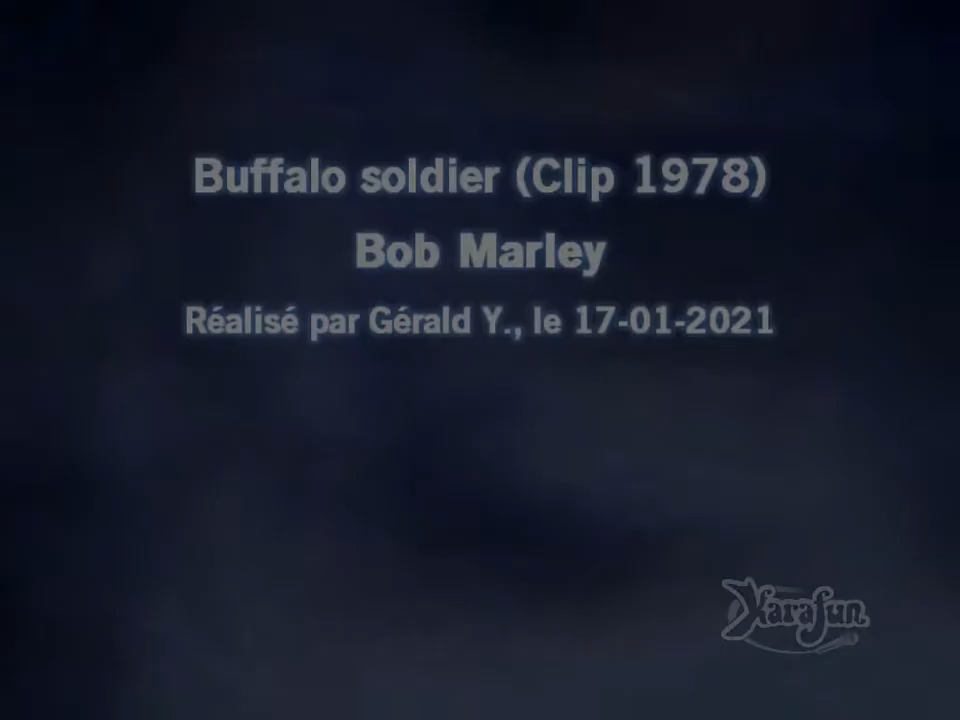 Buffalo soldier (Clip 1978)
Bob Marley
Réalisé par Gérald Y., le 17-01-2021
Karafun